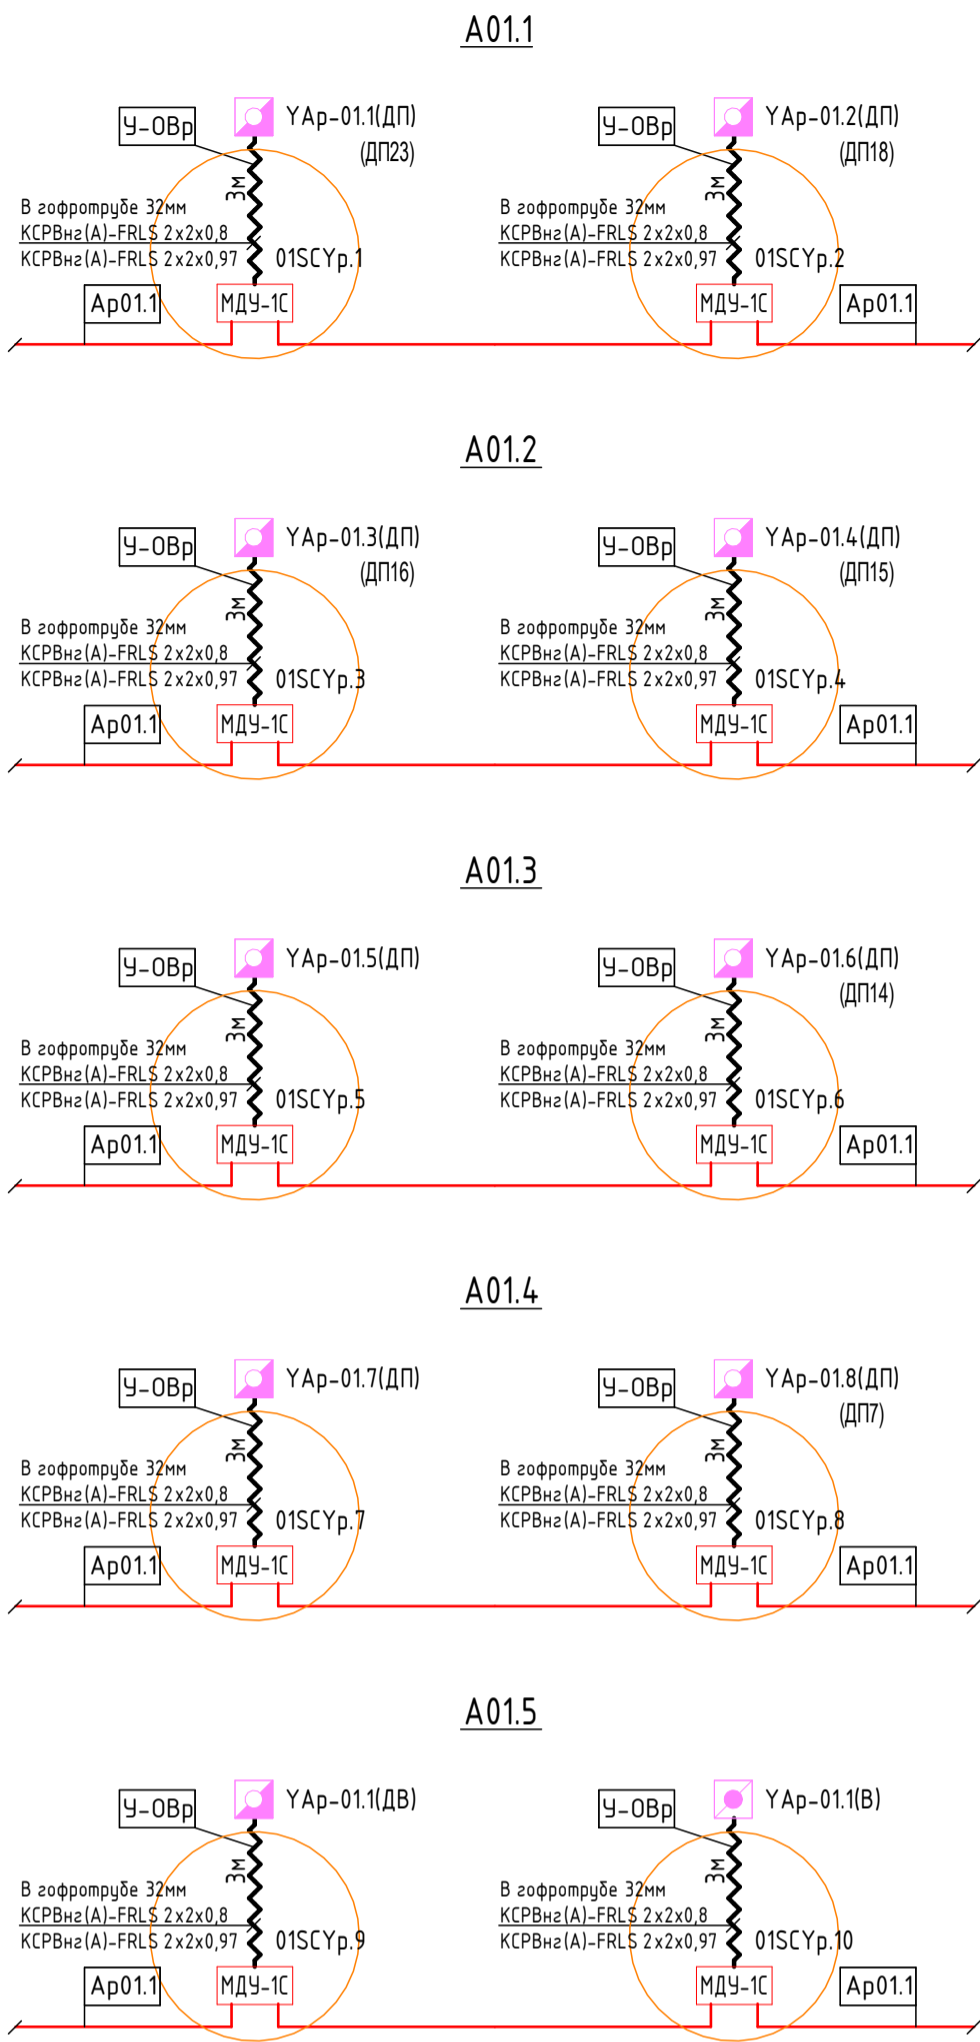 А01.1
У-ОВр
YAр-01.1(ДП)
(ДП23)
3м
В гофротрубе 32мм
КСРВнг(А)-FRLS 2х2х0,8
КСРВнг(А)-FRLS 2х2х0,97
01SCYр.1
Ар01.1
МДУ-1С
У-ОВр
YAр-01.2(ДП)
(ДП18)
3м
В гофротрубе 32мм
КСРВнг(А)-FRLS 2х2х0,8
КСРВнг(А)-FRLS 2х2х0,97
01SCYр.2
МДУ-1С
Ар01.1
А01.2
У-ОВр
YAр-01.3(ДП)
(ДП16)
3м
В гофротрубе 32мм
КСРВнг(А)-FRLS 2х2х0,8
КСРВнг(А)-FRLS 2х2х0,97
01SCYр.3
Ар01.1
МДУ-1С
У-ОВр
YAр-01.4(ДП)
(ДП15)
3м
В гофротрубе 32мм
КСРВнг(А)-FRLS 2х2х0,8
КСРВнг(А)-FRLS 2х2х0,97
01SCYр.4
МДУ-1С
Ар01.1
А01.3
У-ОВр
YAр-01.5(ДП)
3м
В гофротрубе 32мм
КСРВнг(А)-FRLS 2х2х0,8
КСРВнг(А)-FRLS 2х2х0,97
01SCYр.5
Ар01.1
МДУ-1С
У-ОВр
YAр-01.6(ДП)
(ДП14)
3м
В гофротрубе 32мм
КСРВнг(А)-FRLS 2х2х0,8
КСРВнг(А)-FRLS 2х2х0,97
01SCYр.6
МДУ-1С
Ар01.1
А01.4
У-ОВр
YAр-01.7(ДП)
3м
В гофротрубе 32мм
КСРВнг(А)-FRLS 2х2х0,8
КСРВнг(А)-FRLS 2х2х0,97
01SCYр.7
Ар01.1
МДУ-1С
У-ОВр
YAр-01.8(ДП)
(ДП7)
3м
В гофротрубе 32мм
КСРВнг(А)-FRLS 2х2х0,8
КСРВнг(А)-FRLS 2х2х0,97
01SCYр.8
МДУ-1С
Ар01.1
А01.5
У-ОВр
YAр-01.1(ДВ)
3м
В гофротрубе 32мм
КСРВнг(А)-FRLS 2х2х0,8
КСРВнг(А)-FRLS 2х2х0,97
01SCYр.9
Ар01.1
МДУ-1С
У-ОВр
YAр-01.1(В)
3м
В гофротрубе 32мм
КСРВнг(А)-FRLS 2х2х0,8
КСРВнг(А)-FRLS 2х2х0,97
01SCYр.10
МДУ-1С
Ар01.1